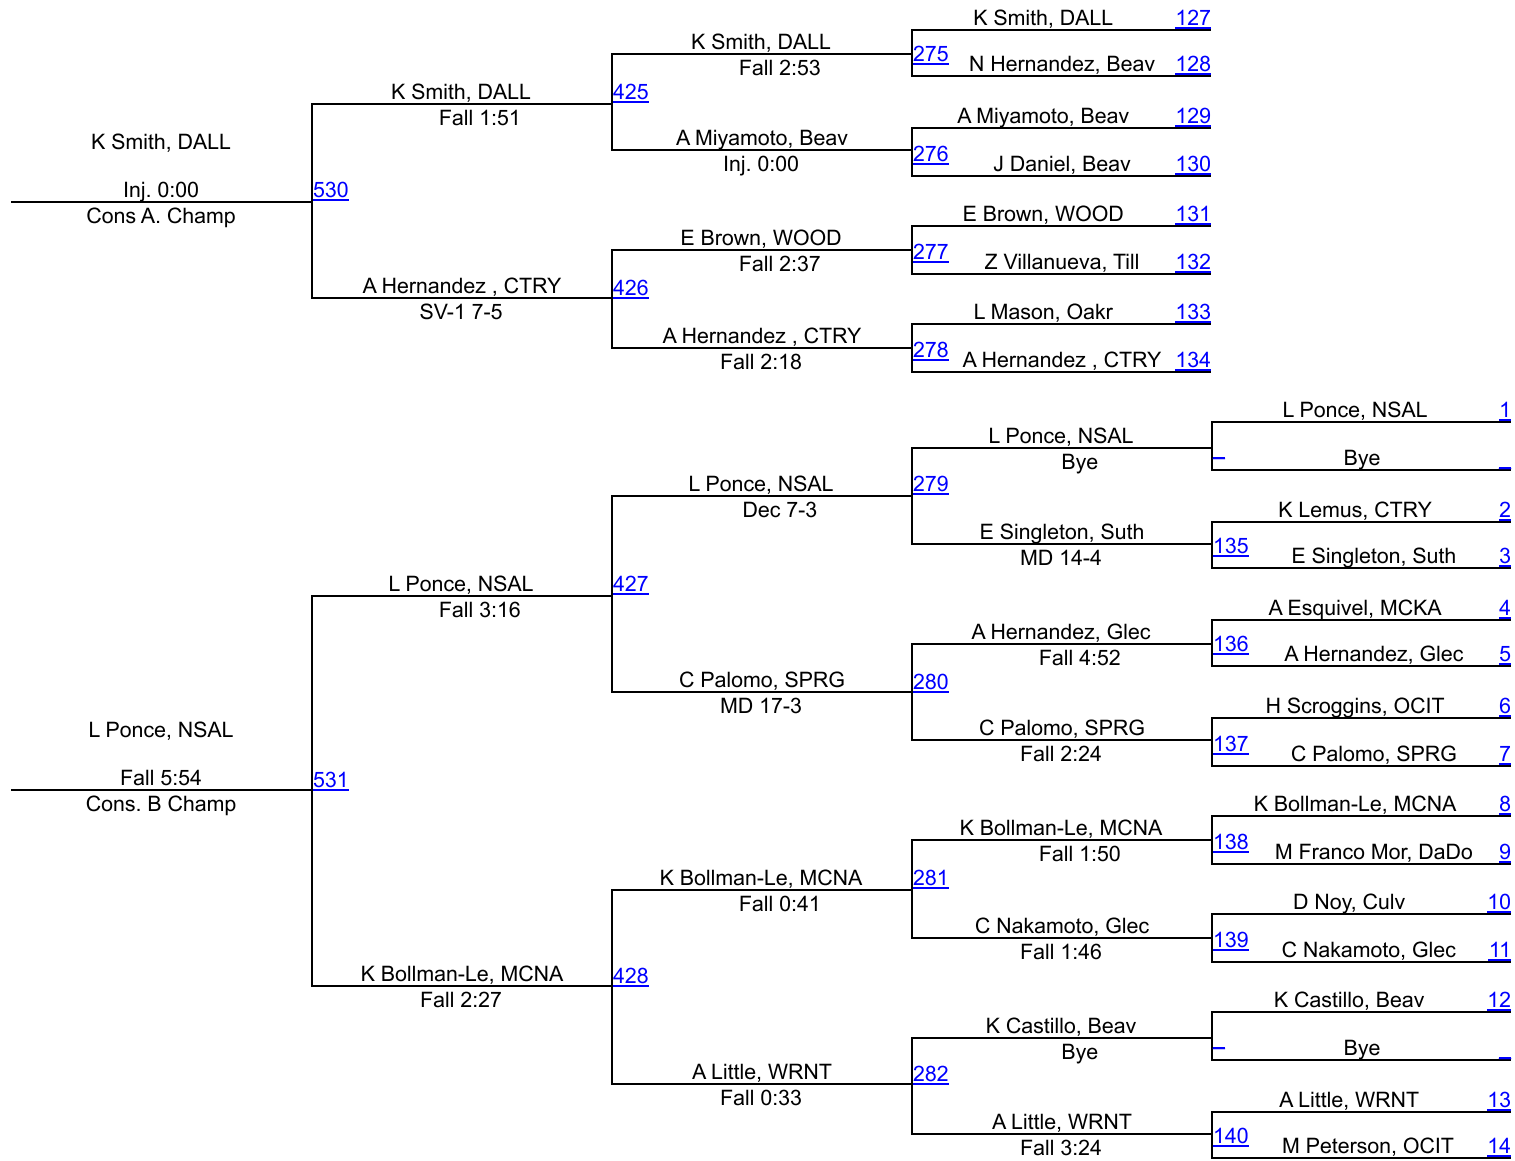 K Smith, DALL 127
K Smith, DALL
275
Fall 2:53
N Hernandez, Beav 128
K Smith, DALL
425
Fall 1:51
A Miyamoto, Beav 129
A Miyamoto, Beav
276
Inj. 0:00
J Daniel, Beav 130
K Smith, DALL
Inj. 0:00
530
Cons A. Champ
E Brown, WOOD 131
E Brown, WOOD
277
Fall 2:37
Z Villanueva, Till 132
A Hernandez , CTRY
426
SV-1 7-5
L Mason, Oakr 133
A Hernandez , CTRY
278
Fall 2:18
A Hernandez , CTRY 134
L Ponce, NSAL 1
L Ponce, NSAL
Bye
Bye
L Ponce, NSAL
279
Dec 7-3
K Lemus, CTRY 2
E Singleton, Suth
135
MD 14-4
E Singleton, Suth 3
L Ponce, NSAL
427
Fall 3:16
A Esquivel, MCKA 4
A Hernandez, Glec
136
Fall 4:52
A Hernandez, Glec 5
C Palomo, SPRG
280
MD 17-3
H Scroggins, OCIT 6
C Palomo, SPRG
137
Fall 2:24
C Palomo, SPRG 7
L Ponce, NSAL
Fall 5:54
531
Cons. B Champ
K Bollman-Le, MCNA 8
K Bollman-Le, MCNA
138
Fall 1:50
M Franco Mor, DaDo 9
K Bollman-Le, MCNA
281
Fall 0:41
D Noy, Culv 10
C Nakamoto, Glec
139
Fall 1:46
C Nakamoto, Glec 11
K Bollman-Le, MCNA
428
Fall 2:27
K Castillo, Beav 12
K Castillo, Beav
Bye
Bye
A Little, WRNT
282
Fall 0:33
A Little, WRNT 13
A Little, WRNT
140
Fall 3:24
M Peterson, OCIT 14